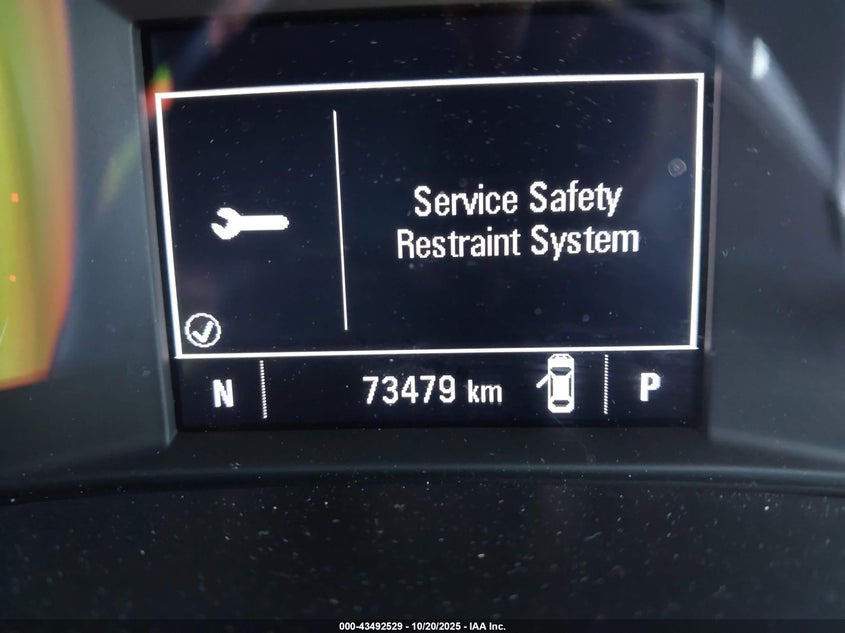 Service Safety
Restraint System
N 73479 km P
000-43492529 - 10/20/2025 - IAA Inc.